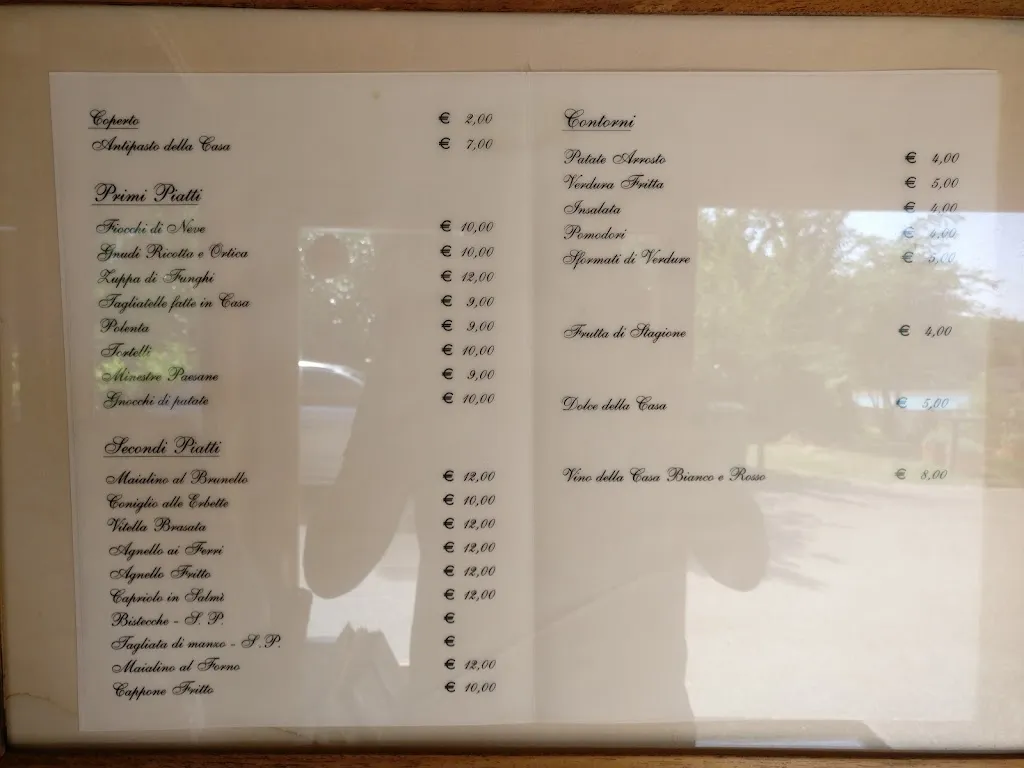 Coperto € 2,00
Antipasto della Casa € 7,00
Primi Piatti
Fiocchi di Neve € 10,00
Gnudi Ricotta e Ortica € 10,00
Zuppa di Funghi € 12,00
Tagliatelle fatte in Casa € 9,00
Polenta € 9,00
Tortelli € 10,00
Minestre Paesane € 9,00
Gnocchi di patate € 10,00
Secondi Piatti
Maialino al Brunello € 12,00
Coniglio alle Erbette € 10,00
Vitella Brasata € 12,00
Agnello ai Ferri € 12,00
Agnello Fritto € 12,00
Capriolo in Salmì € 12,00
Bistecche - S. P. €
Tagliata di manzo - S.P. €
Maialino al Forno € 12,00
Cappone Fritto € 10,00
Contorni
Patate Arrosto € 4,00
Verdura Fritta € 5,00
Insalata € 4,00
Pomodori € 4,00
Sformati di Verdure € 5,00
Frutta di Stagione € 4,00
Dolce della Casa € 5,00
Vino della Casa Bianco e Rosso € 8,00